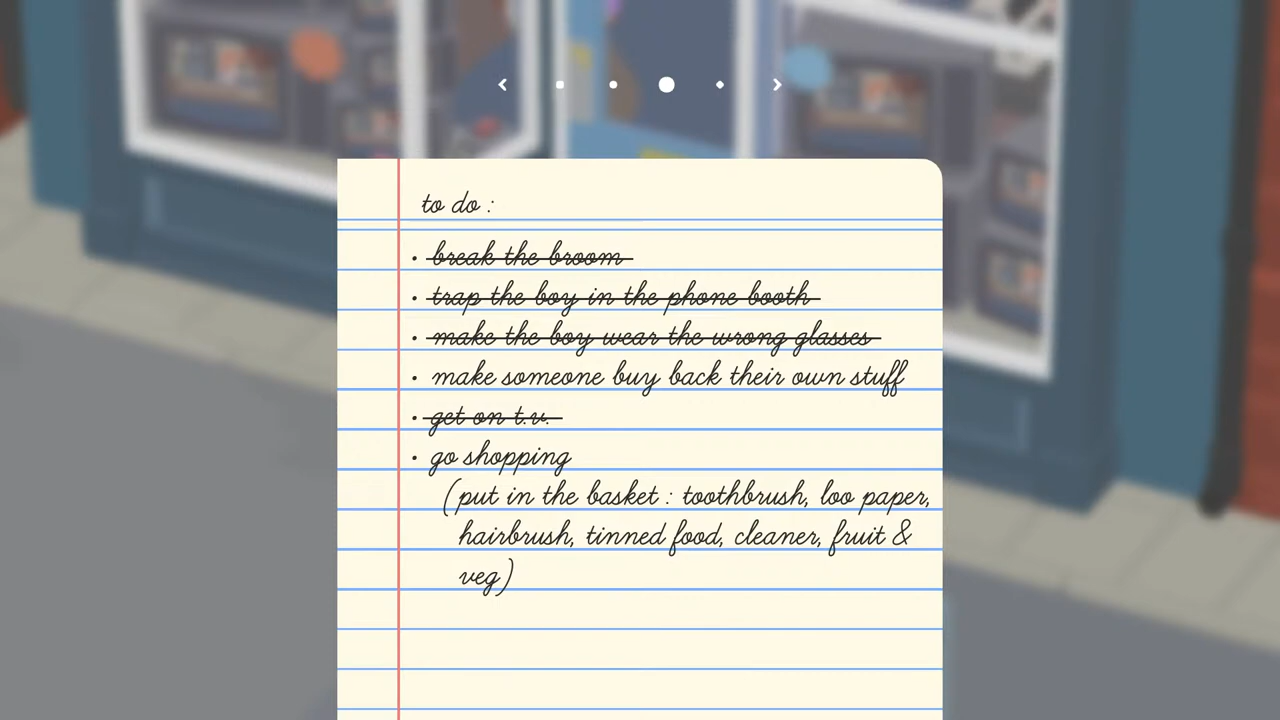 to do :
• break the broom
• trap the boy in the phone booth
• make the boy wear the wrong glasses
• make someone buy back their own stuff
• get on t.v.
• go shopping
(put in the basket : toothbrush, loo paper,
hairbrush, tinned food, cleaner, fruit &
veg)